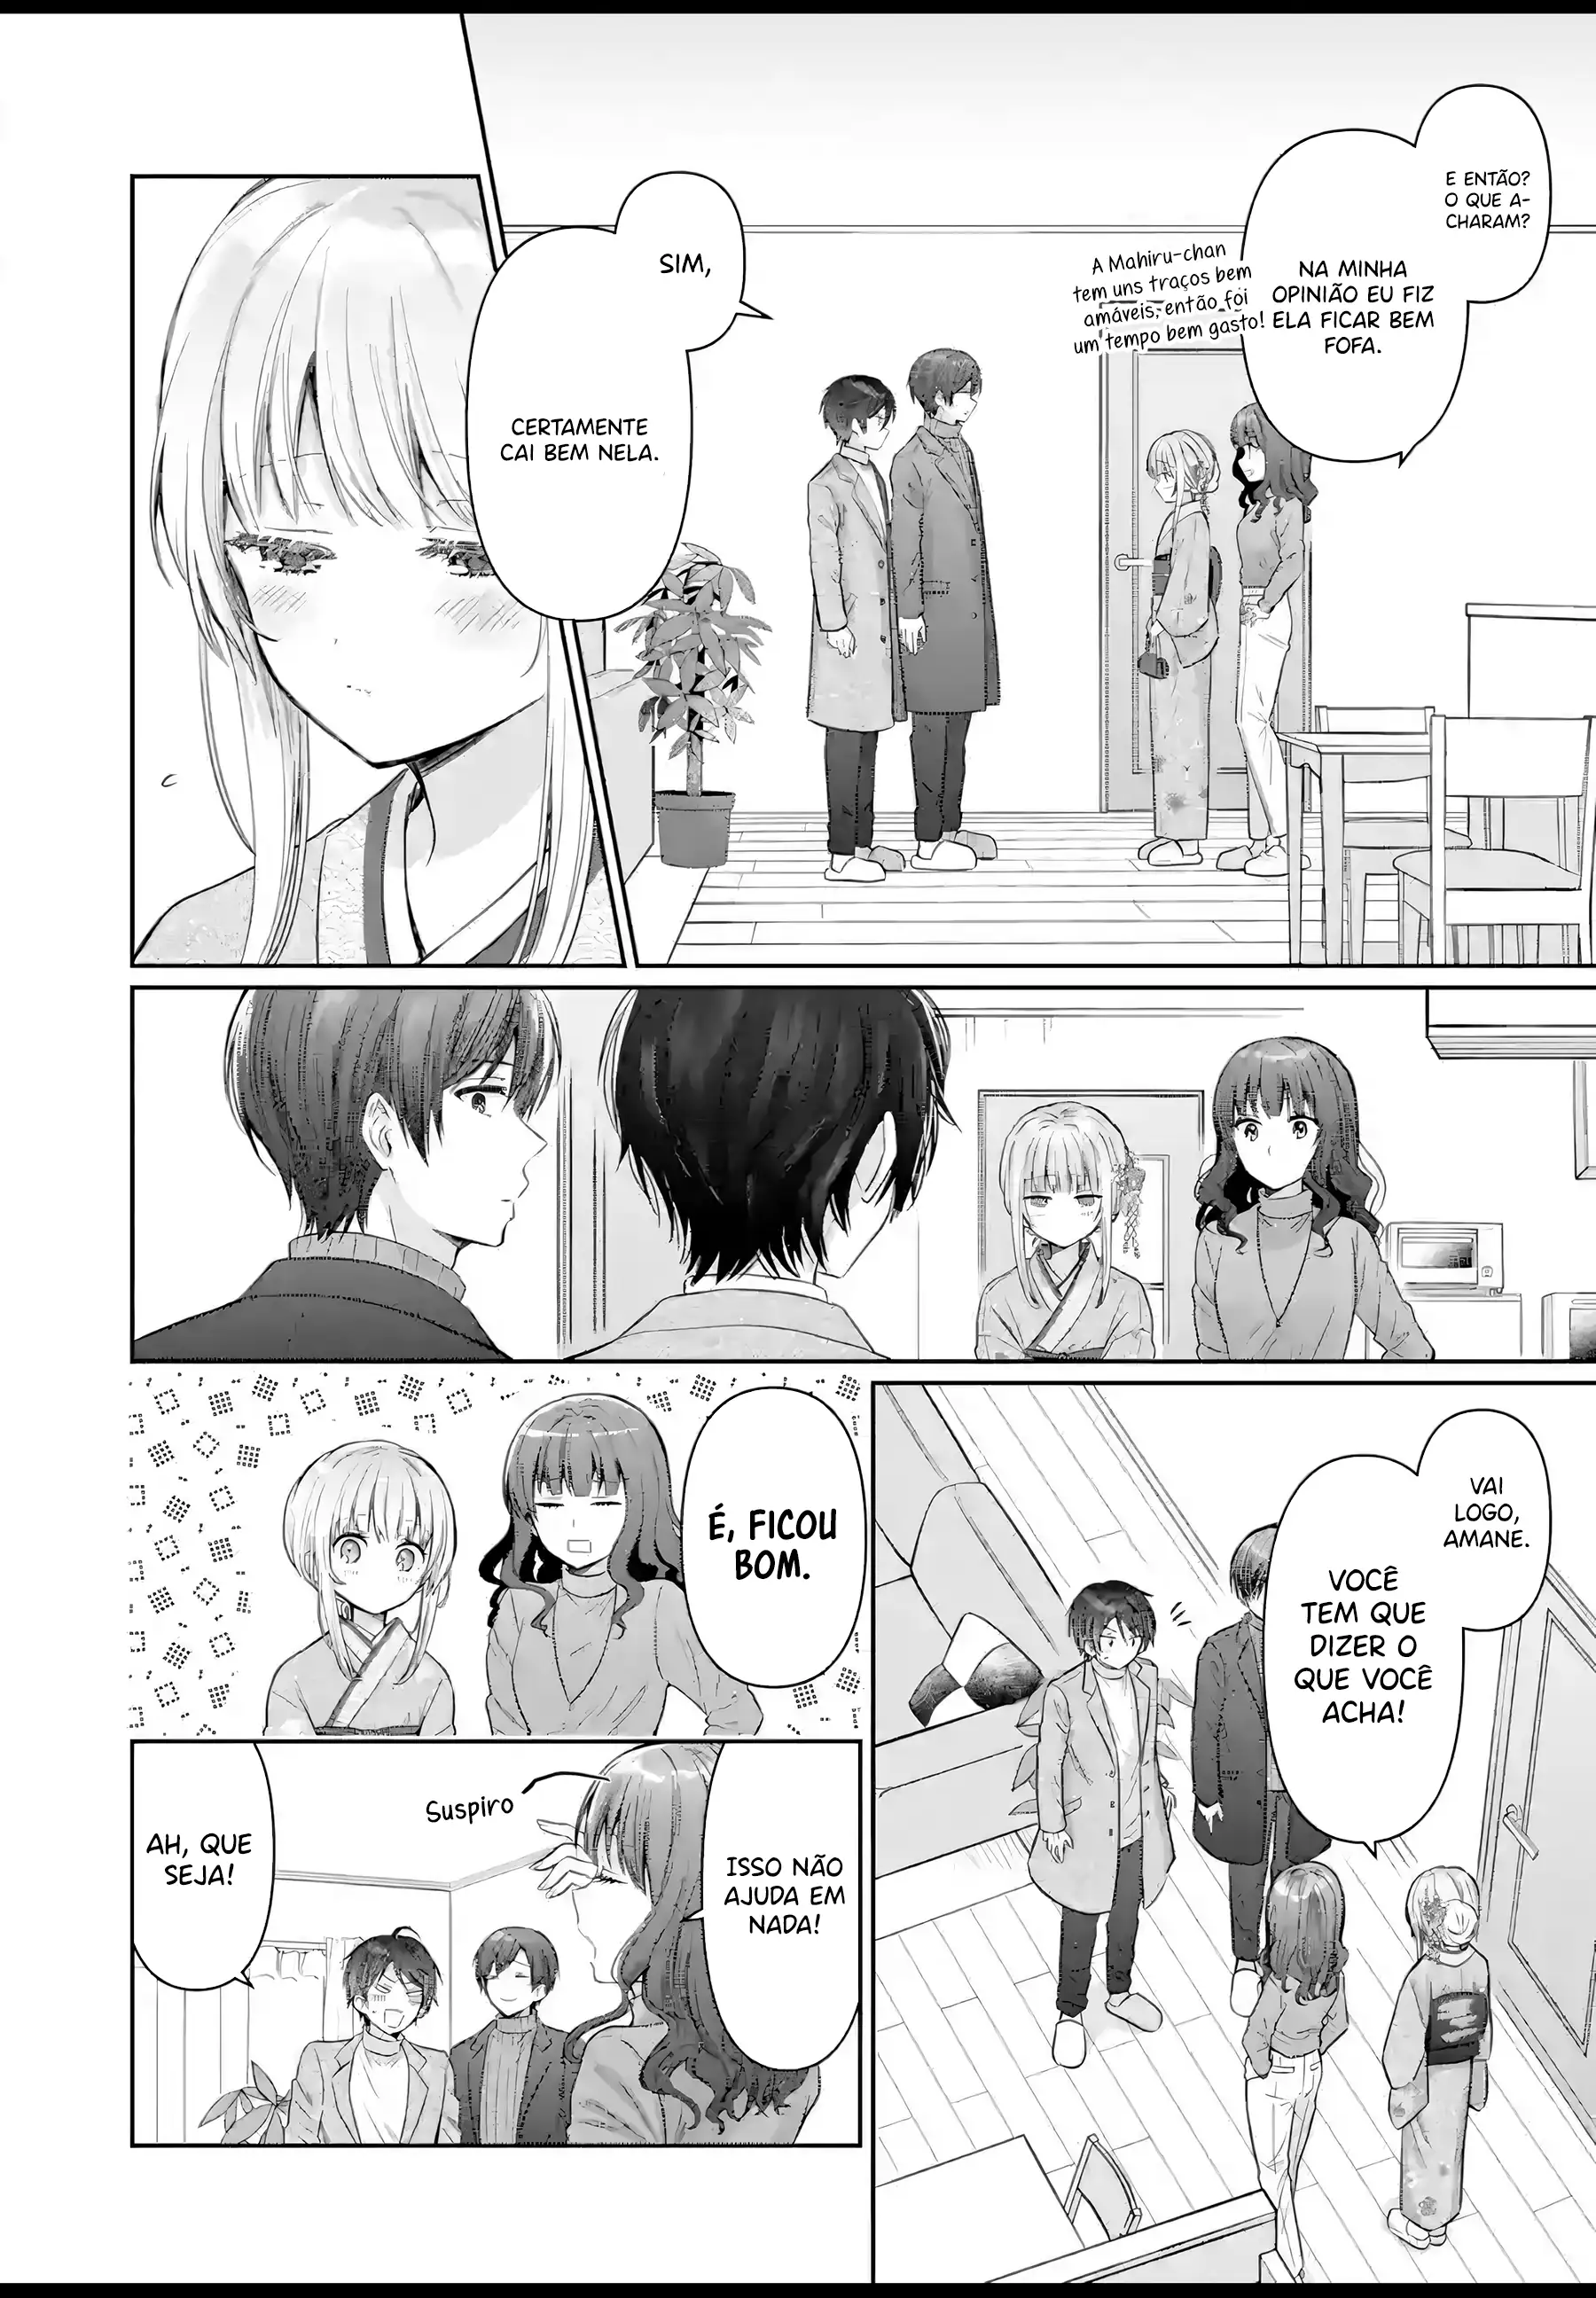 E ENTÃO?
O QUE A-
CHARAM?
NA MINHA
OPINIÃO EU FIZ
ELA FICAR BEM
FOFA.
A Mahiru-chan
tem uns traços bem
amáveis, então foi
um tempo bem gasto!
SIM,
CERTAMENTE
CAI BEM NELA.
VAI
LOGO,
AMANE.
VOCÊ
TEM QUE
DIZER O
QUE VOCÊ
ACHA!
É, FICOU
BOM.
ISSO NÃO
AJUDA EM
NADA!
Suspiro
AH, QUE
SEJA!